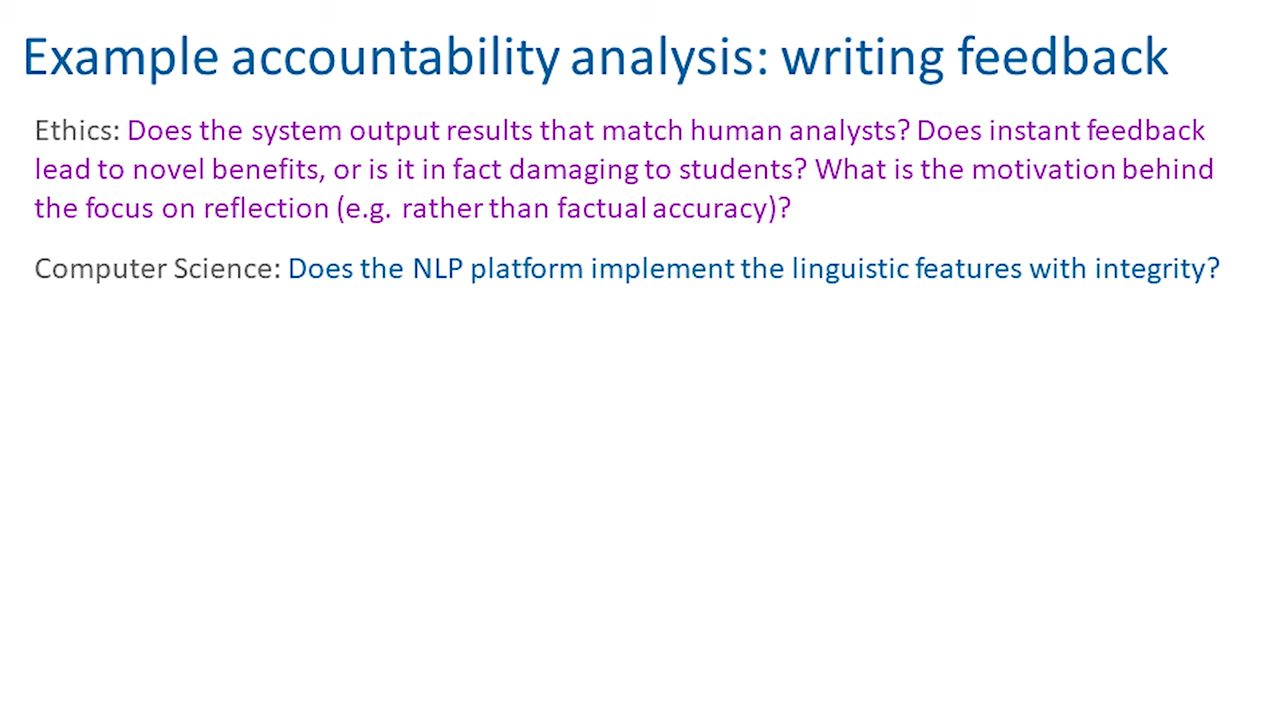 Example accountability analysis: writing feedback
Ethics: Does the system output results that match human analysts? Does instant feedback
lead to novel benefits, or is it in fact damaging to students? What is the motivation behind
the focus on reflection (e.g. rather than factual accuracy)?
Computer Science: Does the NLP platform implement the linguistic features with integrity?